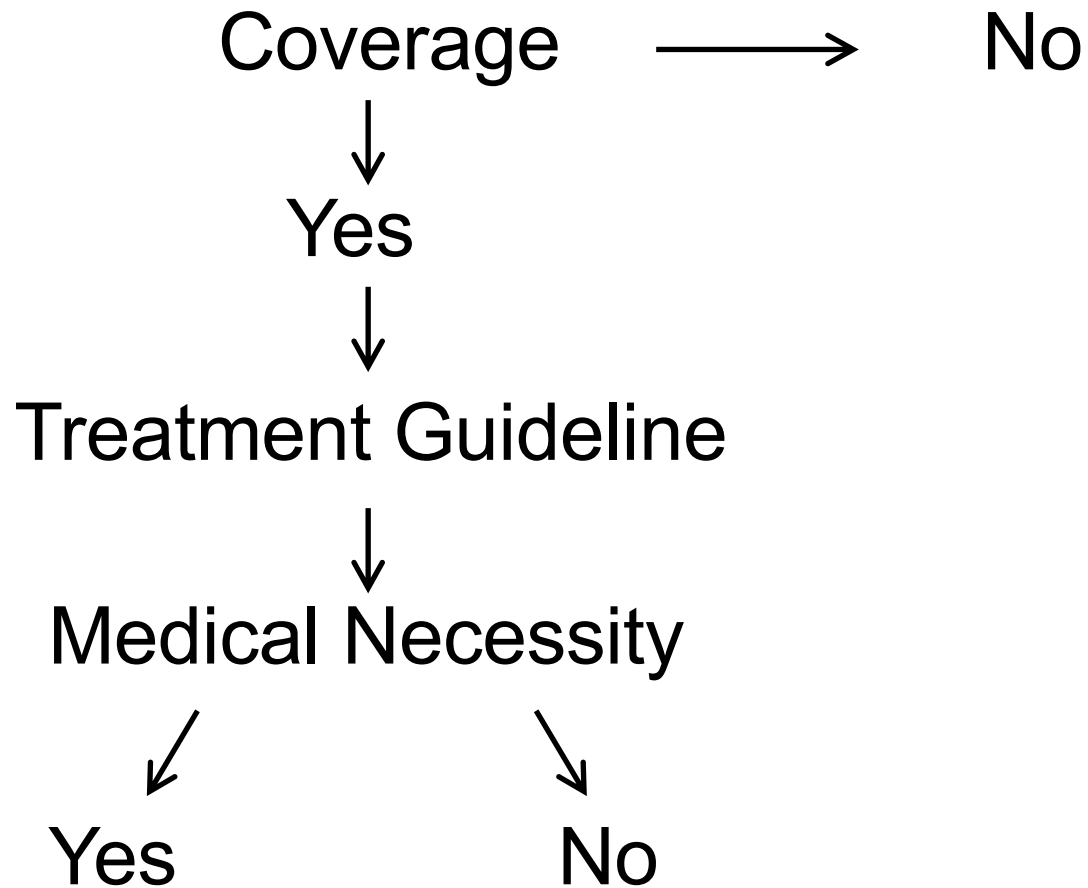 Coverage No
Yes
Treatment Guideline
Medical Necessity
Yes No